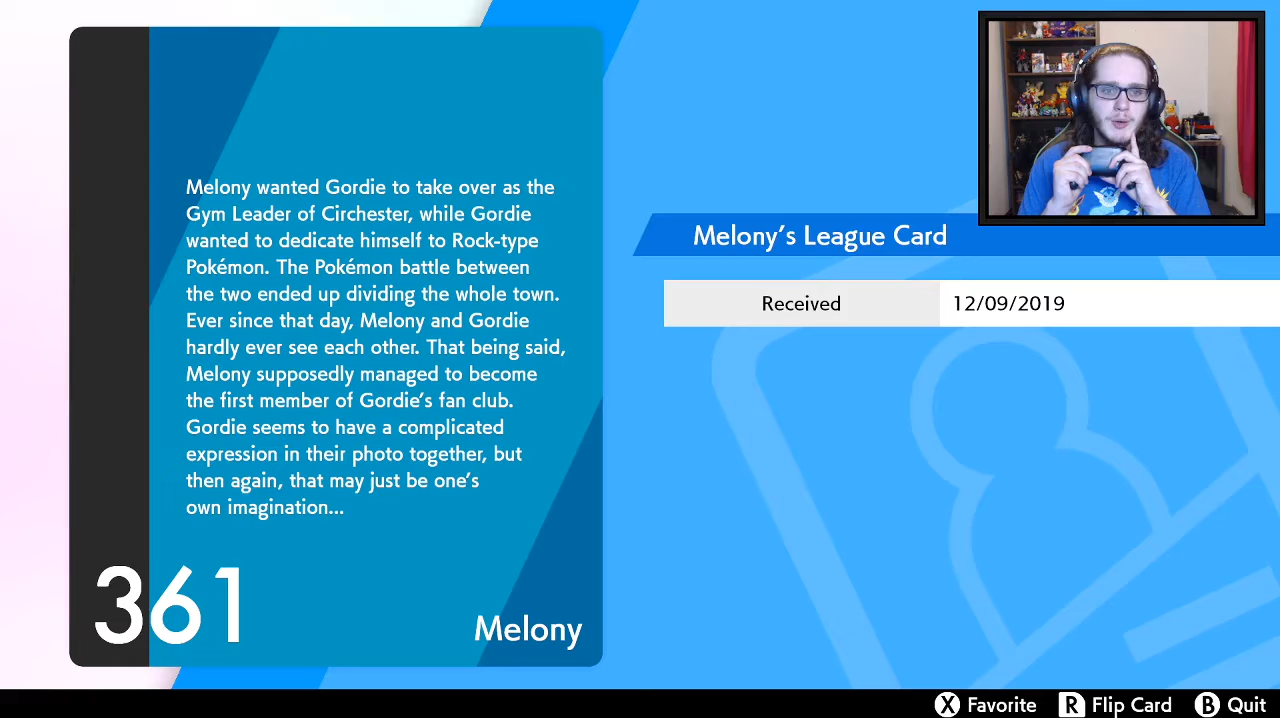 Melony wanted Gordie to take over as the
Gym Leader of Circhester, while Gordie
wanted to dedicate himself to Rock-type
Pokémon. The Pokémon battle between
the two ended up dividing the whole town.
Ever since that day, Melony and Gordie
hardly ever see each other. That being said,
Melony supposedly managed to become
the first member of Gordie's fan club.
Gordie seems to have a complicated
expression in their photo together, but
then again, that may just be one's
own imagination...
361
Melony
Melony's League Card
Received 12/09/2019
X Favorite R Flip Card B Quit